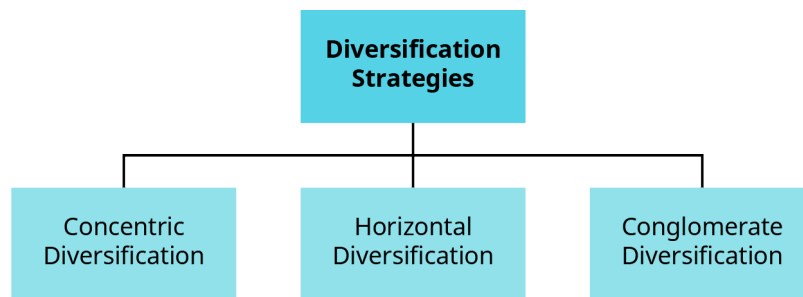 Diversification
Strategies
Concentric
Diversification
Horizontal
Diversification
Conglomerate
Diversification